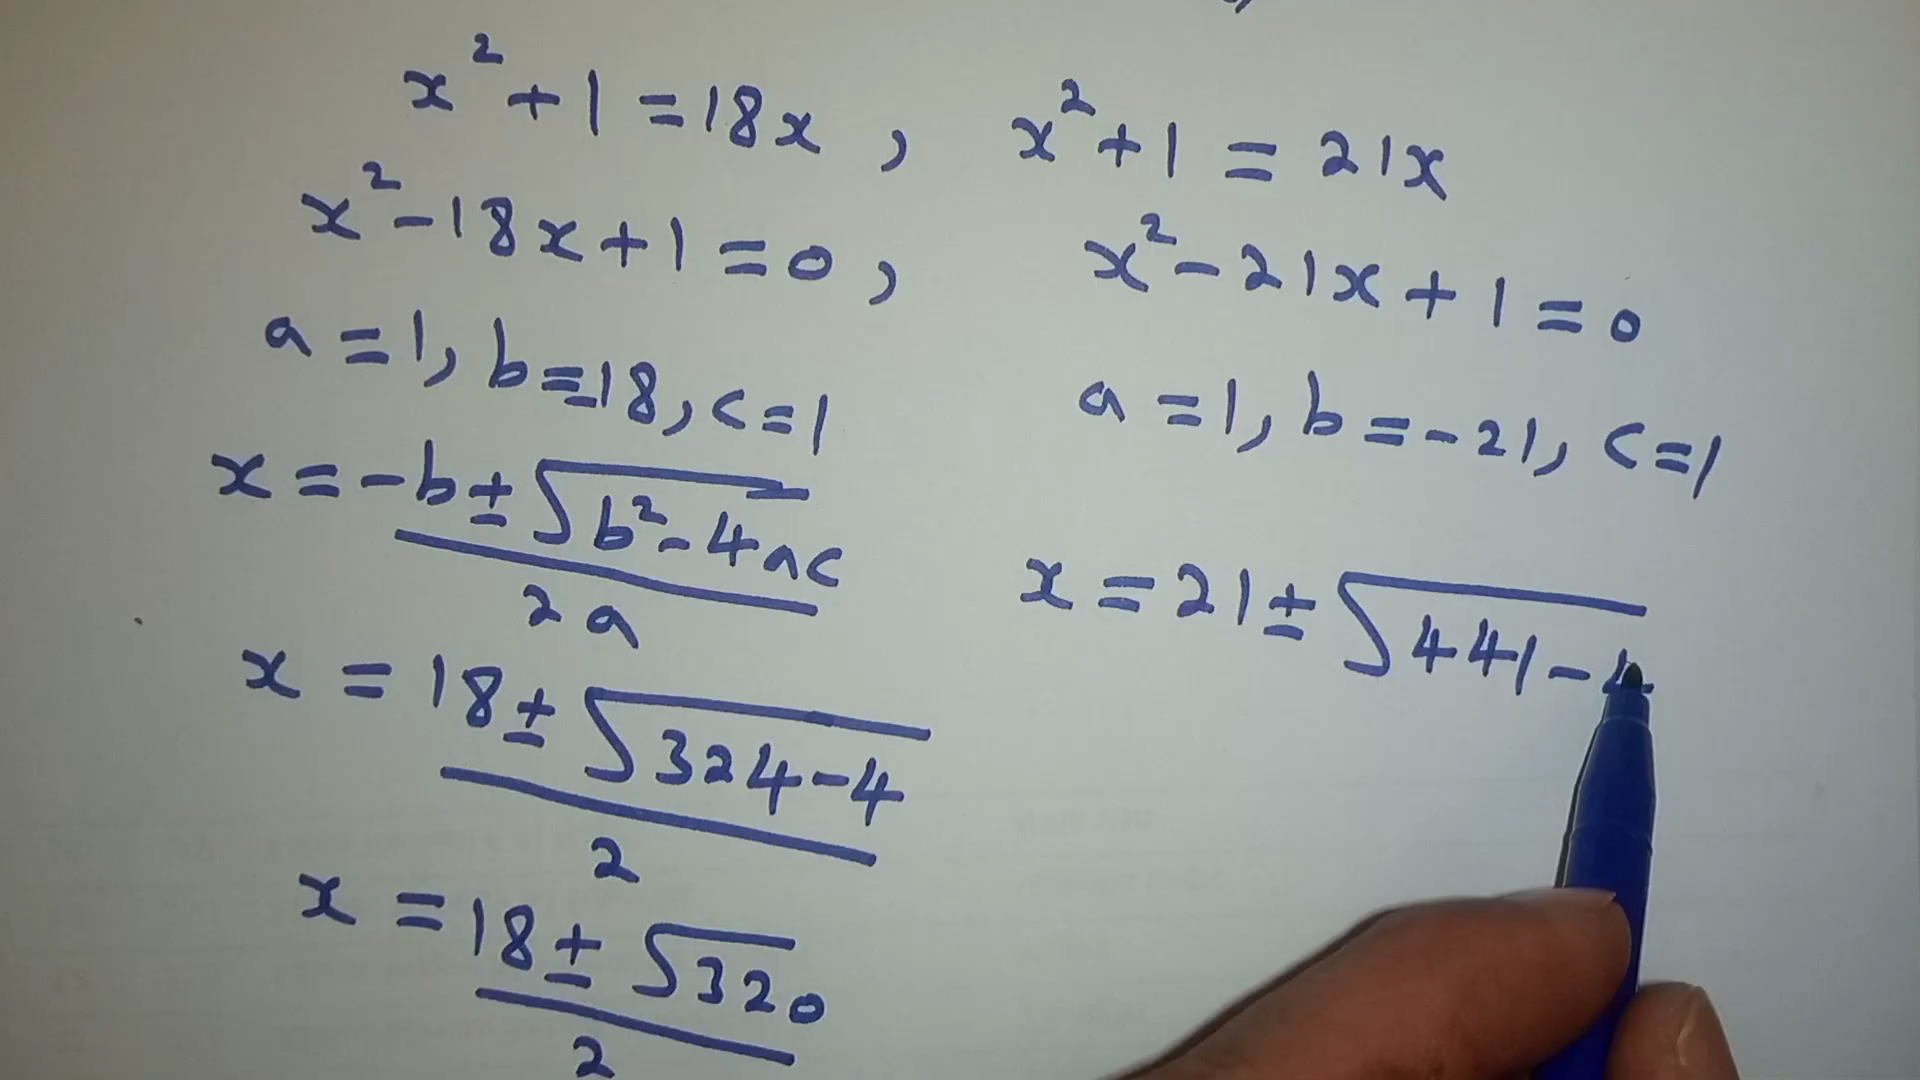 x² + 1 = 18x , x² + 1 = 21x
x² - 18x + 1 = 0 , x² - 21x + 1 = 0
a = 1, b = -18, c = 1 a = 1, b = -21, c = 1
x = -b ± √b² - 4ac
2a
x = 21 ± √441 - 4
x = 18 ± √324 - 4
2
x = 18 ± √320
2